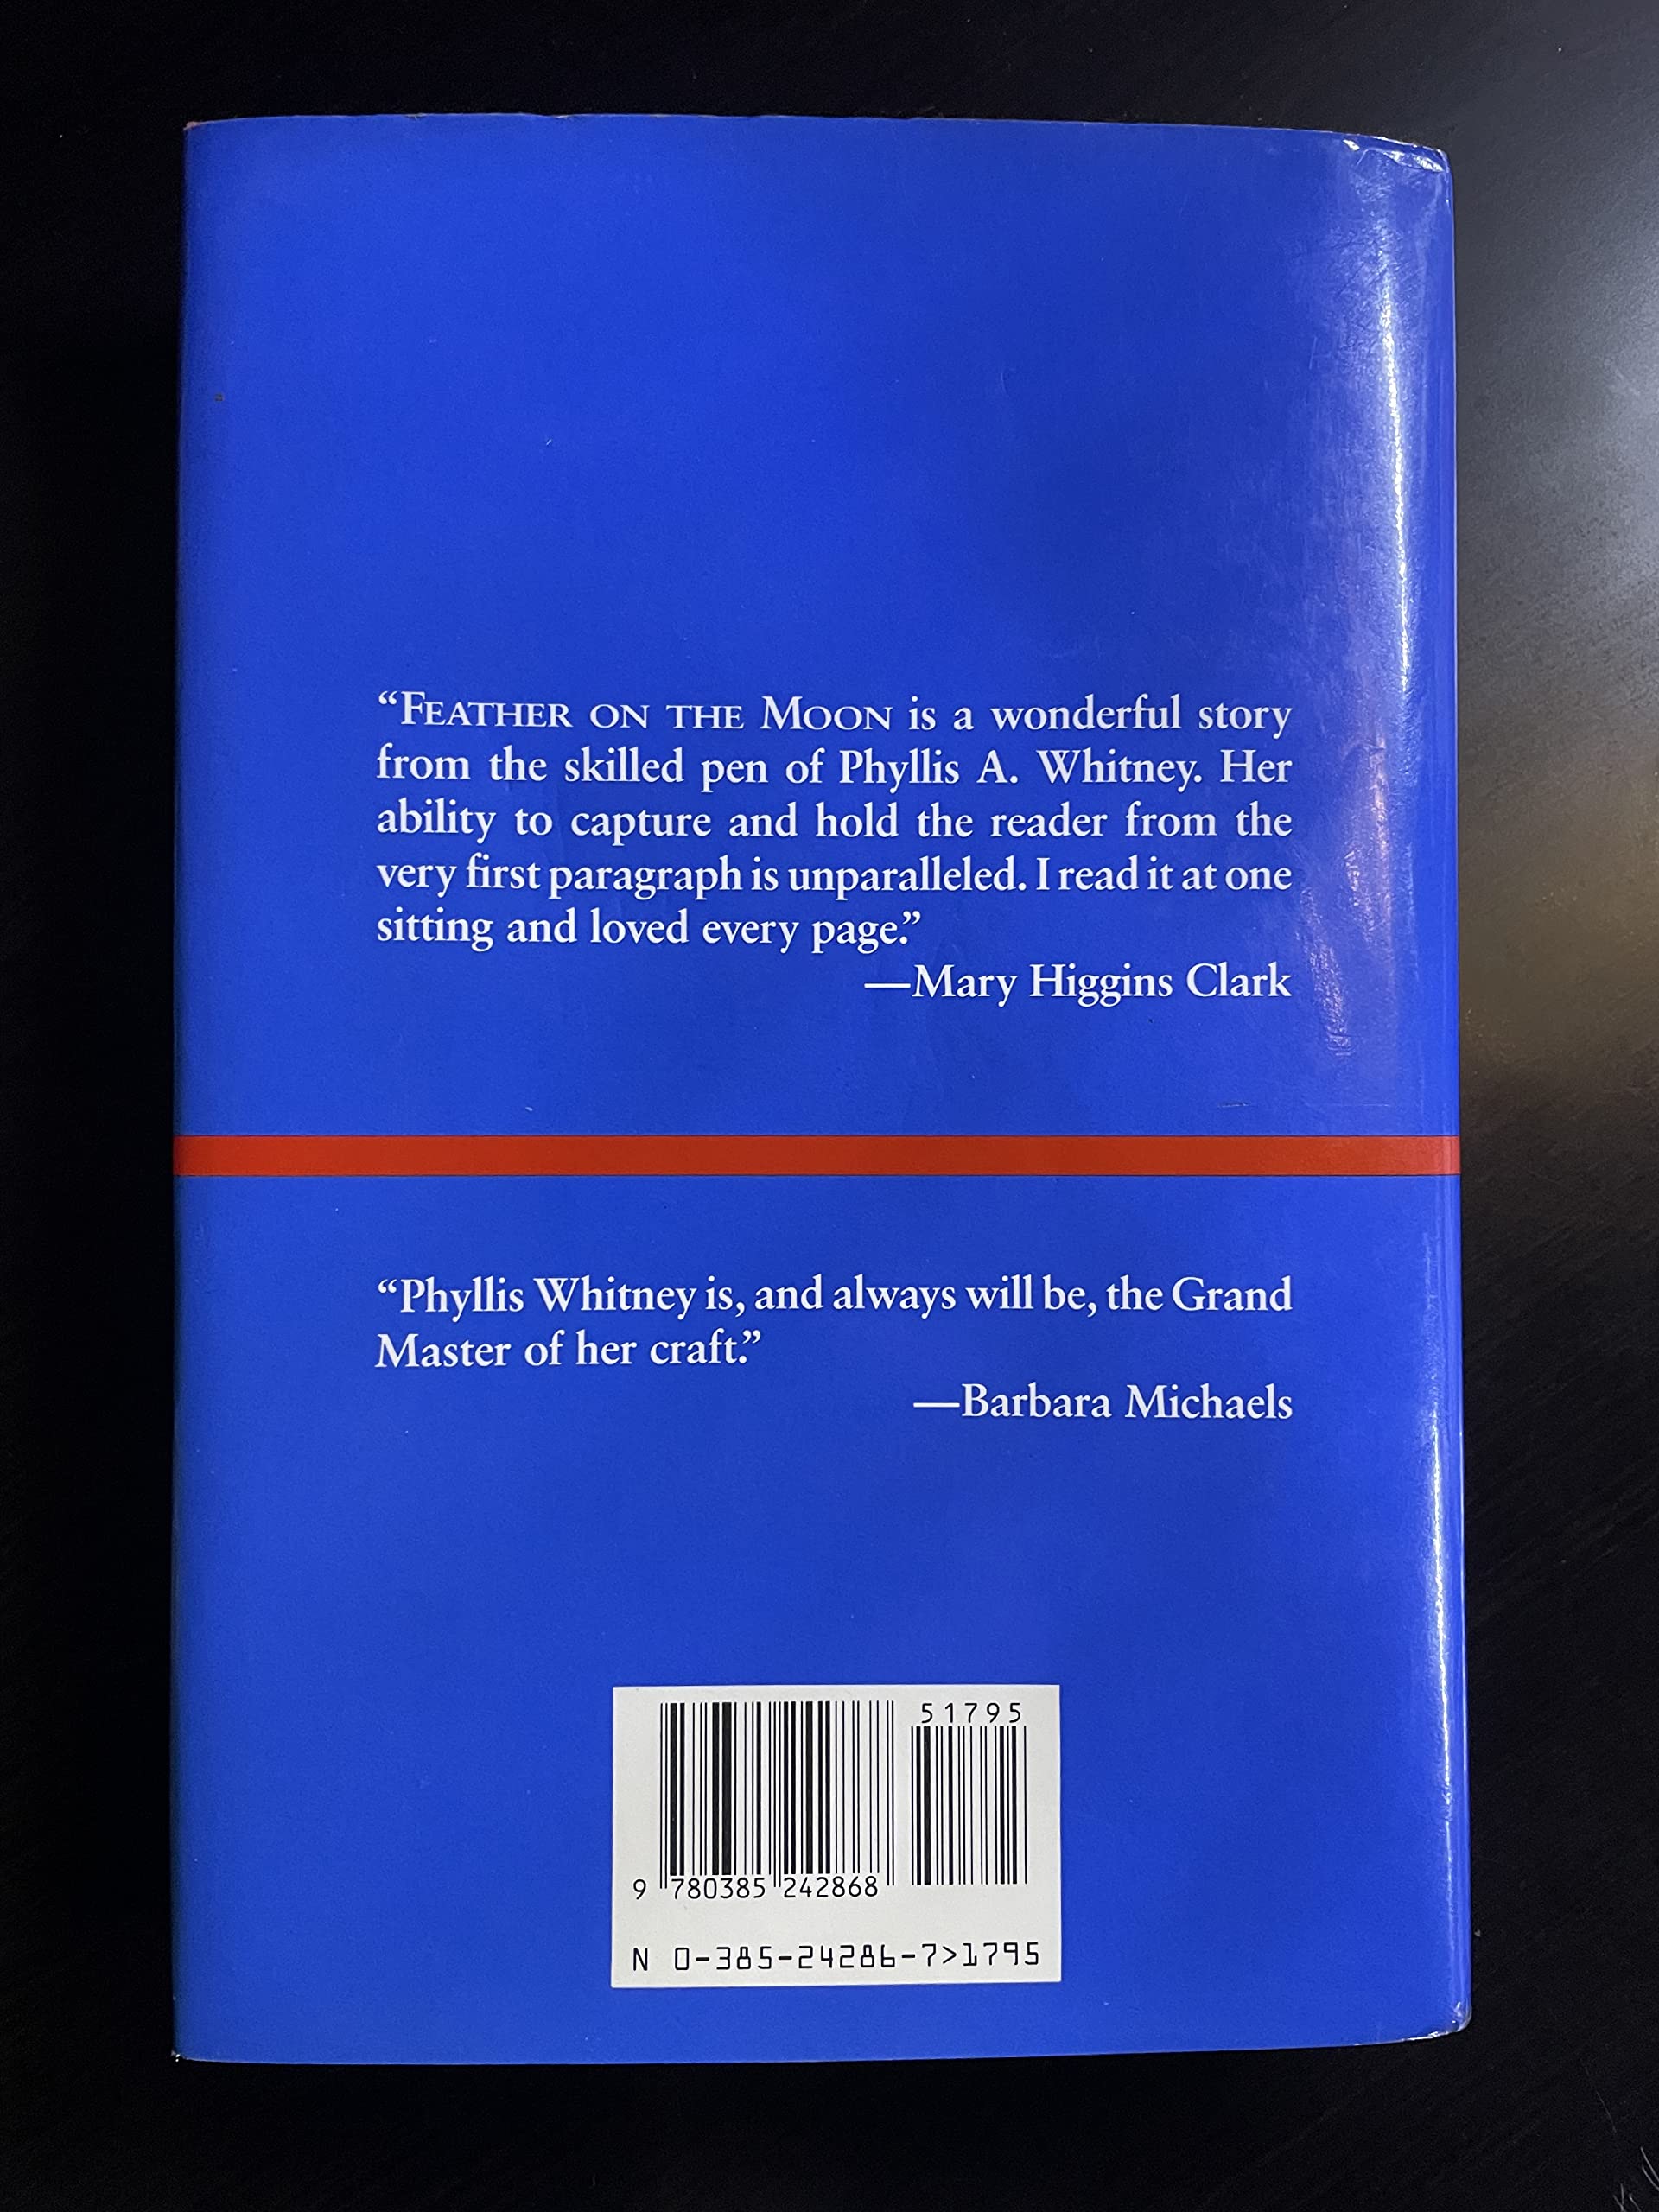 “FEATHER ON THE MOON is a wonderful story
from the skilled pen of Phyllis A. Whitney. Her
ability to capture and hold the reader from the
very first paragraph is unparalleled. I read it at one
sitting and loved every page.”
—Mary Higgins Clark
“Phyllis Whitney is, and always will be, the Grand
Master of her craft.”
—Barbara Michaels
51795
9 780385 242868
N 0-385-24286-7>1795